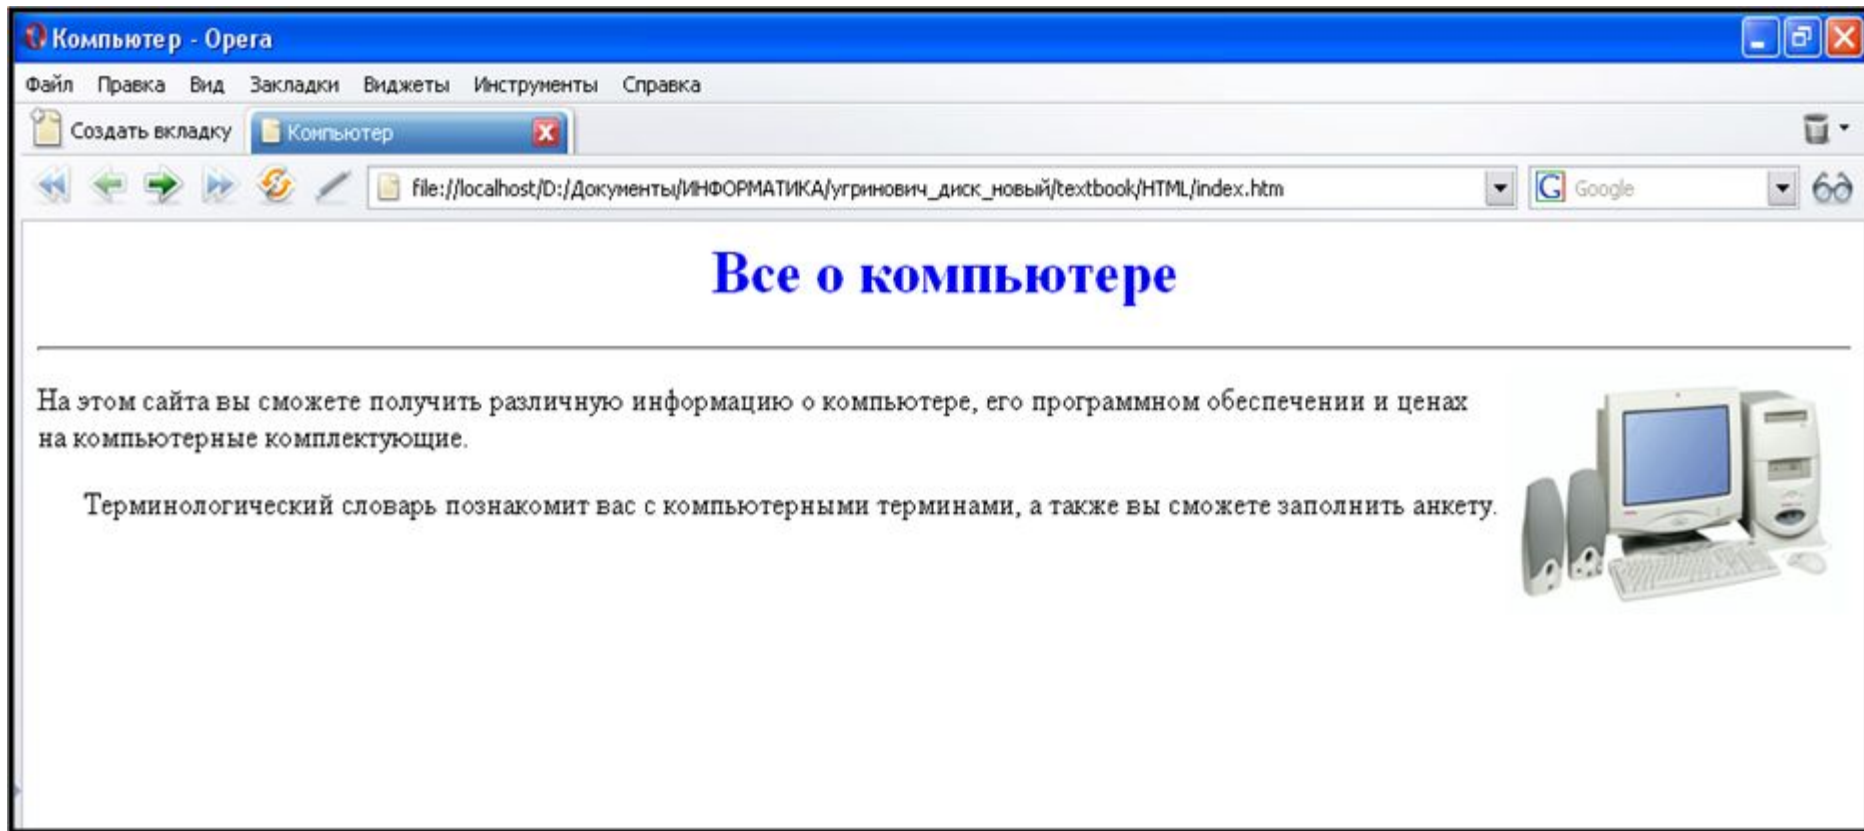 Компьютер - Opera
Файл Правка Вид Закладки Виджеты Инструменты Справка
Создать вкладку Компьютер
file://localhost/D:/Документы/ИНФОРМАТИКА/угринович_диск_новый/textbook/HTML/index.htm G Google
Все о компьютере
На этом сайта вы сможете получить различную информацию о компьютере, его программном обеспечении и ценах
на компьютерные комплектующие.
Терминологический словарь познакомит вас с компьютерными терминами, а также вы сможете заполнить анкету.